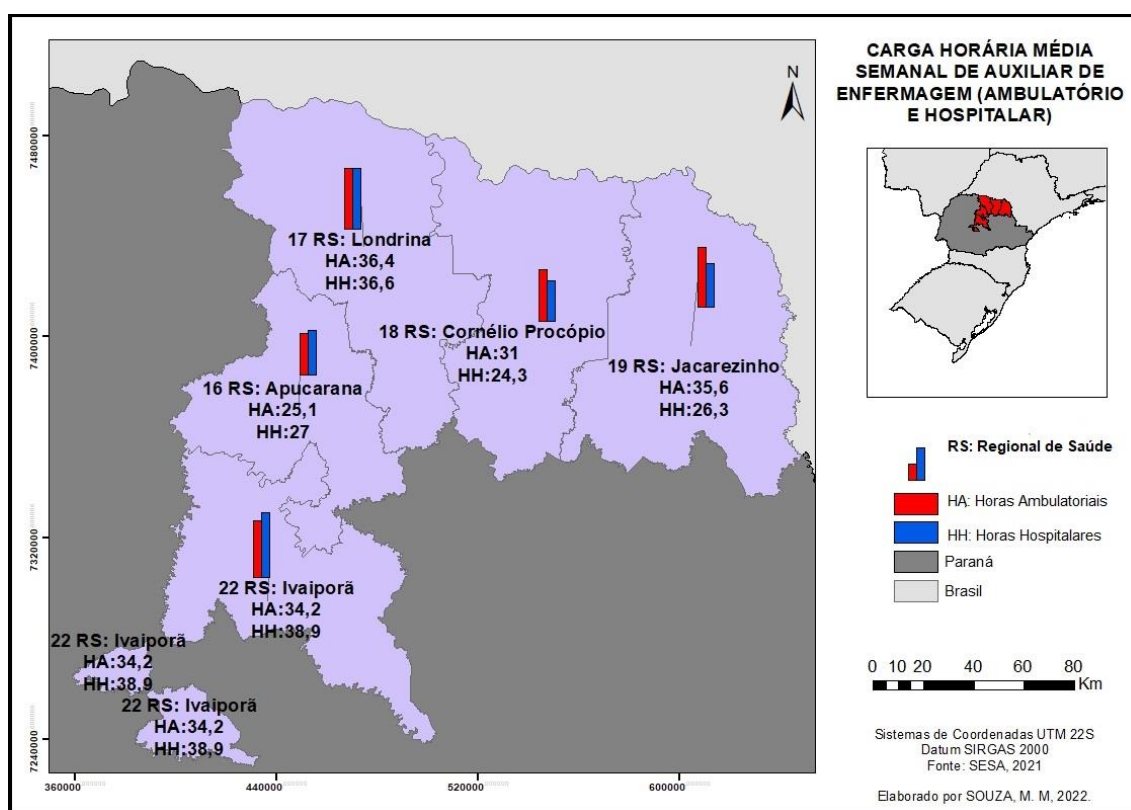 CARGA HORÁRIA MÉDIA
SEMANAL DE AUXILIAR DE
ENFERMAGEM (AMBULATÓRIO
E HOSPITALAR)
N
17 RS: Londrina
HA:36,4
HH:36,6
18 RS: Cornélio Procópio
HA:31
HH:24,3
19 RS: Jacarezinho
HA:35,6
HH:26,3
16 RS: Apucarana
HA:25,1
HH:27
22 RS: Ivaiporã
HA:34,2
HH:38,9
22 RS: Ivaiporã
HA:34,2
HH:38,9
22 RS: Ivaiporã
HA:34,2
HH:38,9
7480000
7400000
7320000
7240000
360000
440000
520000
600000
RS: Regional de Saúde
HA: Horas Ambulatoriais
HH: Horas Hospitalares
Paraná
Brasil
0 10 20 40 60 80
Km
Sistemas de Coordenadas UTM 22S
Datum SIRGAS 2000
Fonte: SESA, 2021
Elaborado por SOUZA, M. M, 2022.